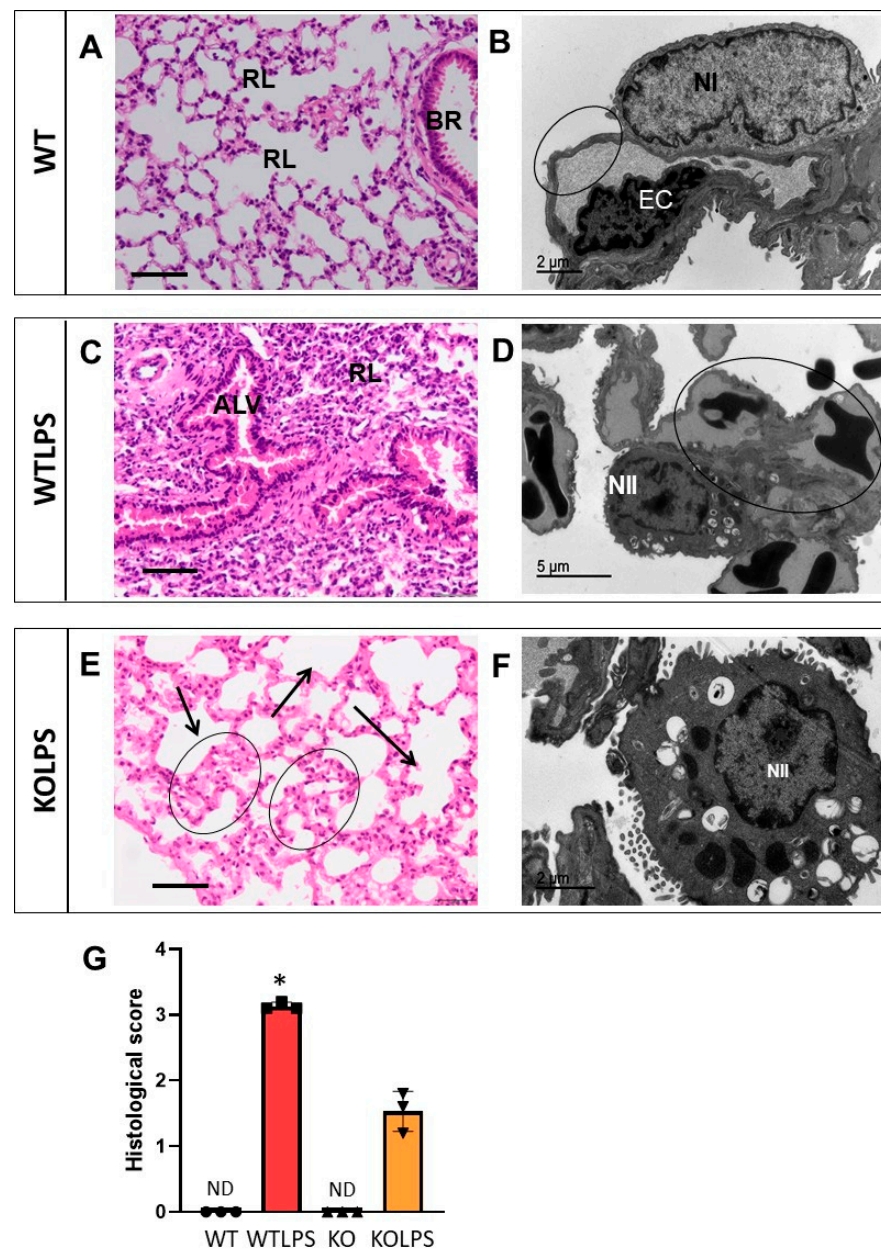 WT
A
RL
RL
BR
B
NI
EC
2 µm
WTLPS
C
ALV
RL
D
NII
5 µm
KOLPS
E
F
NII
2 µm
G
Histological score
4
3
2
1
0
ND
*
ND
WT WTLPS KO KOLPS